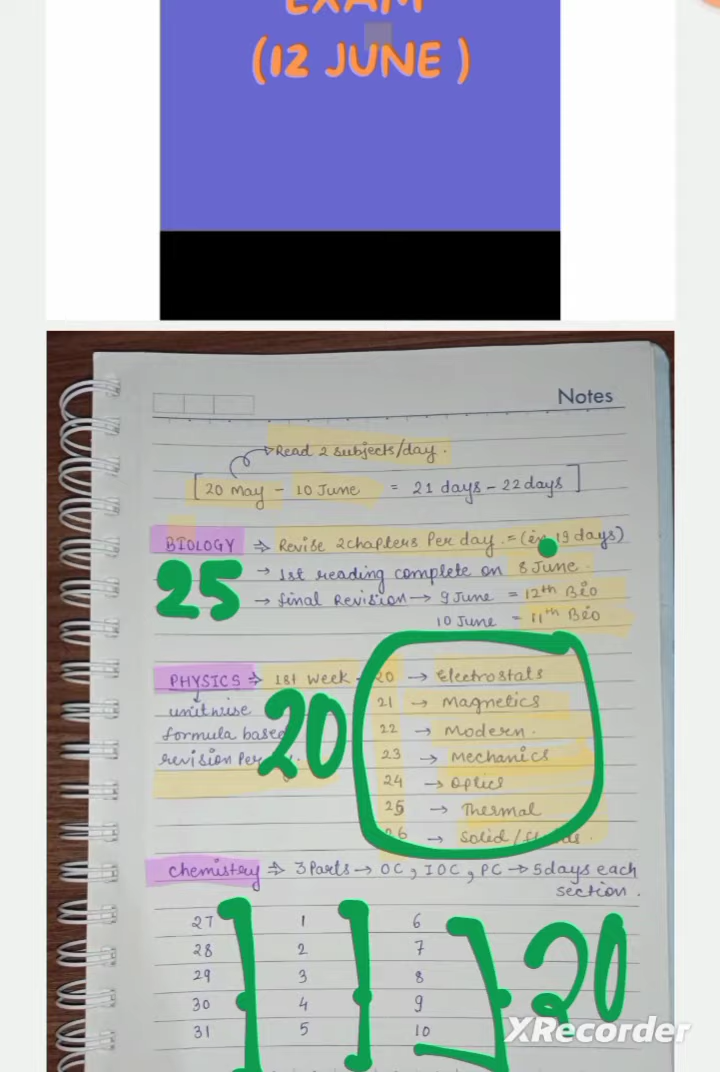 EXAM
(12 JUNE)
Notes
Read 2 subjects/day.
[20 May - 10 June = 21 days - 22 days]
BIOLOGY ⇒ Revise 2chapters Per day. = (in 19 days)
25
→ 1st reading complete on 8 June.
→ final Revision → 9 June = 12th Bio
10 June = 11th Bio
PHYSICS ⇒ 1st week - 20 → Electrostats
unitwise 21 → Magnetics
formula based 20 22 → Modern.
revision Per 23 → Mechanics
24 → Optics
25 → Thermal
26 → Solid/fluids.
chemistry ⇒ 3 Parts → OC, IOC, PC → 5days each
section.
27 1 6
28 2 7
29 3 8
30 4 9
31 5 10
20
XRecorder